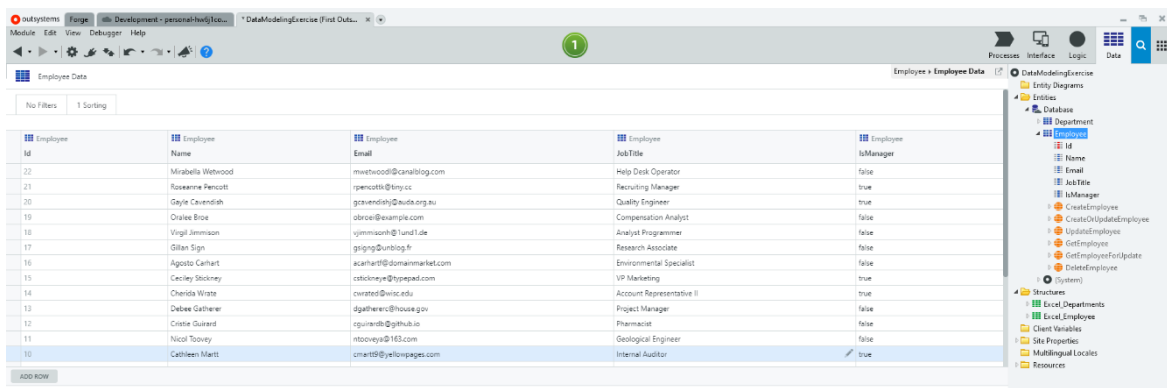 outsystems Forge Development - personal-hw6j1co... * DataModelingExercise (First Outs...
Module Edit View Debugger Help
1
Processes Interface Logic Data
Employee Data
Employee > Employee Data
No Filters 1 Sorting
Employee Employee Employee Employee Employee
Id Name Email JobTitle IsManager
22 Mirabella Wetwood mwetwoodl@canalblog.com Help Desk Operator false
21 Roseanne Pencott rpencottk@tiny.cc Recruiting Manager true
20 Gayle Cavendish gcavendishj@auda.org.au Quality Engineer true
19 Oralee Broe obroei@example.com Compensation Analyst false
18 Virgil Jimmison vjimmisonh@1und1.de Analyst Programmer false
17 Gillan Sign gsigng@unblog.fr Research Associate false
16 Agosto Carhart acarhartf@domainmarket.com Environmental Specialist false
15 Ceciley Stickney cstickneye@typepad.com VP Marketing true
14 Cherida Wrate cwrated@wisc.edu Account Representative II true
13 Debee Gatherer dgathererc@house.gov Project Manager false
12 Cristie Guirard cguirardb@github.io Pharmacist false
11 Nicol Toovey ntooveya@163.com Geological Engineer false
10 Cathleen Martt cmartt9@yellowpages.com Internal Auditor true
ADD ROW
DataModelingExercise
Entity Diagrams
Entities
Database
Department
Employee
Id
Name
Email
JobTitle
IsManager
CreateEmployee
CreateOrUpdateEmployee
UpdateEmployee
GetEmployee
GetEmployeeForUpdate
DeleteEmployee
(System)
Structures
Excel_Departments
Excel_Employee
Client Variables
Site Properties
Multilingual Locales
Resources